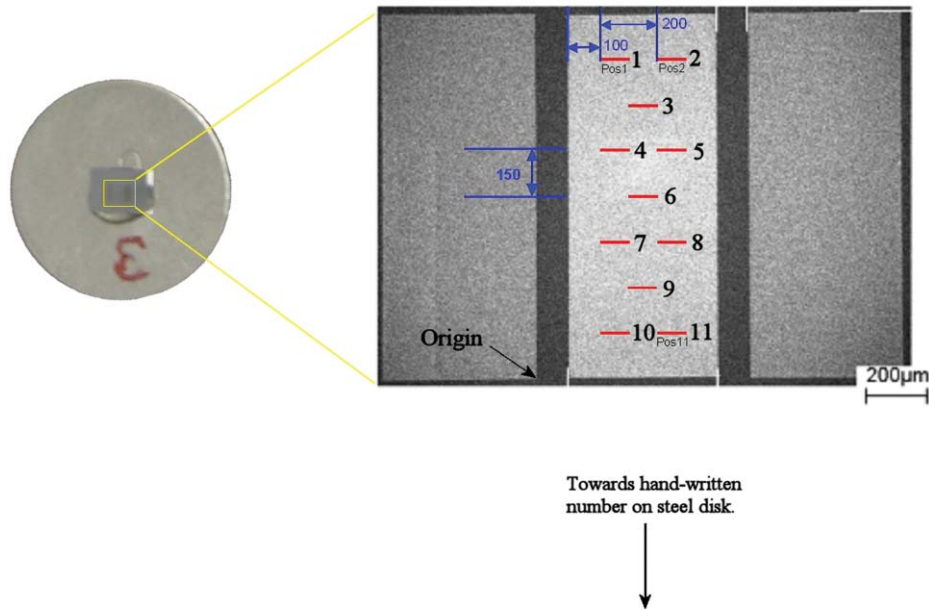 200
100
1 2
Pos1 Pos2
3
4 5
150
6
7 8
9
10 11
Pos11
Origin
200µm
3
Towards hand-written
number on steel disk.